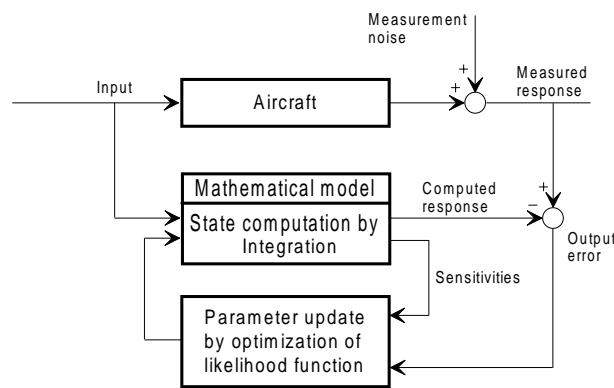 Measurement
noise
+
Input
Aircraft
+
Measured
response
Mathematical model
State computation by
Integration
Computed
response
−
+
Output
error
Sensitivities
Parameter update
by optimization of
likelihood function